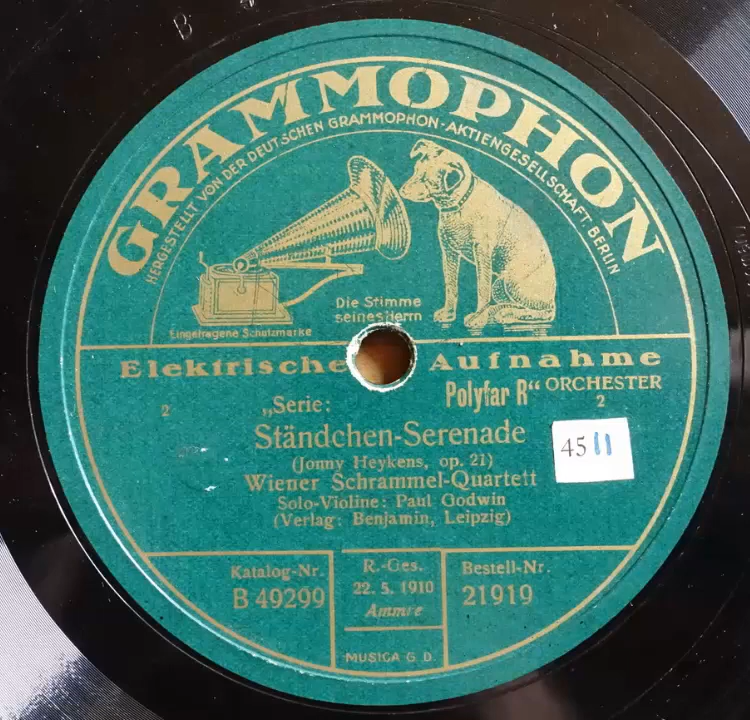 B
GRAMMOPHON
HERGESTELLT VON DER DEUTSCHEN GRAMMOPHON-AKTIENGESELLSCHAFT, BERLIN
Die Stimme
seines Herrn
Eingetragene Schutzmarke
Elektrische Aufnahme
„Serie: Polyfar R“ ORCHESTER
2 2
Ständchen-Serenade
(Jonny Heykens, op. 21)
Wiener Schrammel-Quartett
Solo-Violine: Paul Godwin
(Verlag: Benjamin, Leipzig)
4511
Katalog-Nr.
B 49299
R.-Ges.
22. 5. 1910
Ammre
MUSICA G. D.
Bestell-Nr.
21919